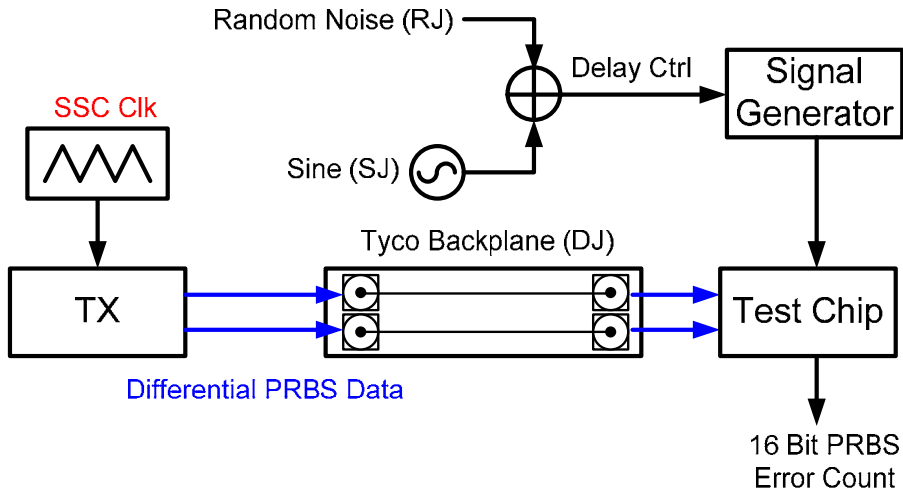 Random Noise (RJ)
Delay Ctrl
Signal
Generator
SSC Clk
Sine (SJ)
Tyco Backplane (DJ)
TX
Test Chip
Differential PRBS Data
16 Bit PRBS
Error Count